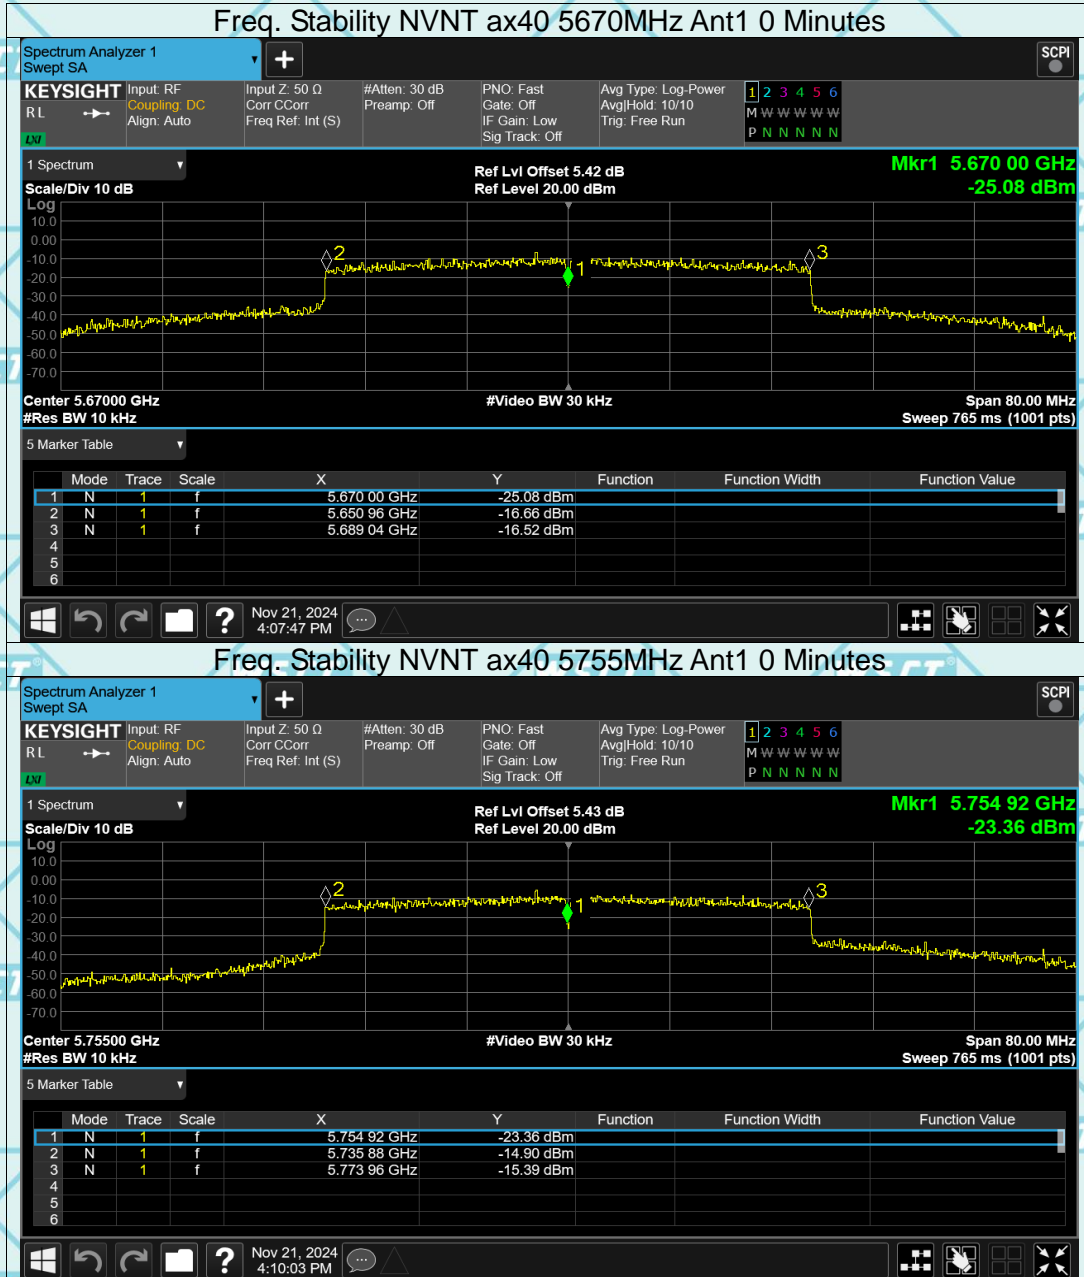 Freq. Stability NVNT ax40 5670MHz Ant1 0 Minutes
Spectrum Analyzer 1
Swept SA
+
SCPI
KEYSIGHT
R L
LXI
Input: RF
Coupling: DC
Align: Auto
Input Z: 50 Ω
Corr CCorr
Freq Ref: Int (S)
#Atten: 30 dB
Preamp: Off
PNO: Fast
Gate: Off
IF Gain: Low
Sig Track: Off
Avg Type: Log-Power
Avg|Hold: 10/10
Trig: Free Run
1 2 3 4 5 6
M W W W W W
P N N N N N
1 Spectrum
Scale/Div 10 dB
Ref Lvl Offset 5.42 dB
Ref Level 20.00 dBm
Mkr1 5.670 00 GHz
-25.08 dBm
Log
10.0
0.00
-10.0
-20.0
-30.0
-40.0
-50.0
-60.0
-70.0
2
1
3
Center 5.67000 GHz
#Video BW 30 kHz
Span 80.00 MHz
#Res BW 10 kHz
Sweep 765 ms (1001 pts)
5 Marker Table
Mode Trace Scale X Y Function Function Width Function Value
1 N 1 f 5.670 00 GHz -25.08 dBm
2 N 1 f 5.650 96 GHz -16.66 dBm
3 N 1 f 5.689 04 GHz -16.52 dBm
4
5
6
?
Nov 21, 2024
4:07:47 PM
Freq. Stability NVNT ax40 5755MHz Ant1 0 Minutes
Spectrum Analyzer 1
Swept SA
+
SCPI
KEYSIGHT
R L
LXI
Input: RF
Coupling: DC
Align: Auto
Input Z: 50 Ω
Corr CCorr
Freq Ref: Int (S)
#Atten: 30 dB
Preamp: Off
PNO: Fast
Gate: Off
IF Gain: Low
Sig Track: Off
Avg Type: Log-Power
Avg|Hold: 10/10
Trig: Free Run
1 2 3 4 5 6
M W W W W W
P N N N N N
1 Spectrum
Scale/Div 10 dB
Ref Lvl Offset 5.43 dB
Ref Level 20.00 dBm
Mkr1 5.754 92 GHz
-23.36 dBm
Log
10.0
0.00
-10.0
-20.0
-30.0
-40.0
-50.0
-60.0
-70.0
2
1
3
Center 5.75500 GHz
#Video BW 30 kHz
Span 80.00 MHz
#Res BW 10 kHz
Sweep 765 ms (1001 pts)
5 Marker Table
Mode Trace Scale X Y Function Function Width Function Value
1 N 1 f 5.754 92 GHz -23.36 dBm
2 N 1 f 5.735 88 GHz -14.90 dBm
3 N 1 f 5.773 96 GHz -15.39 dBm
4
5
6
?
Nov 21, 2024
4:10:03 PM